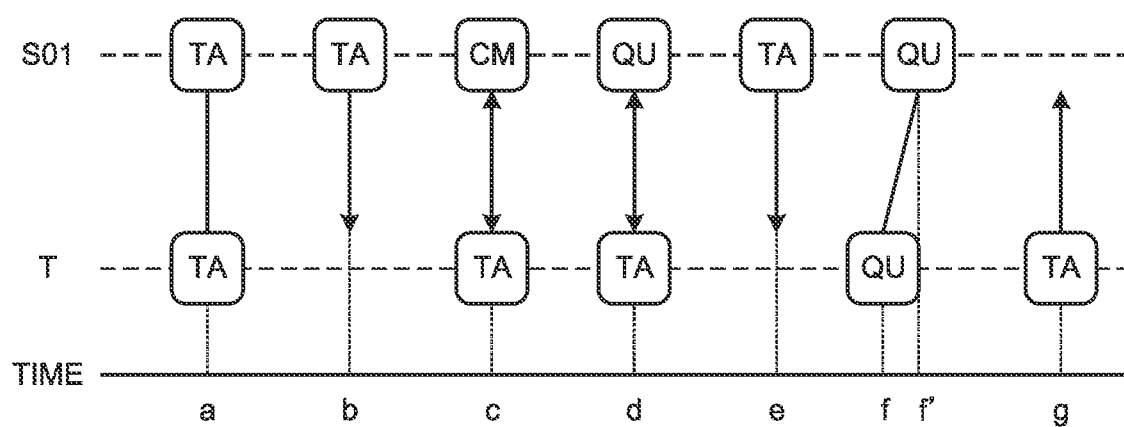 S01 TA TA CM QU TA QU
T TA TA TA QU TA
TIME
a b c d e f f' g